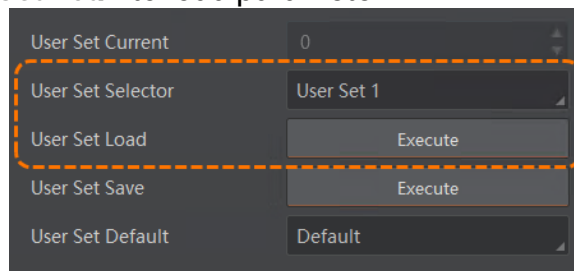 User Set Current 0
User Set Selector User Set 1
User Set Load Execute
User Set Save Execute
User Set Default Default